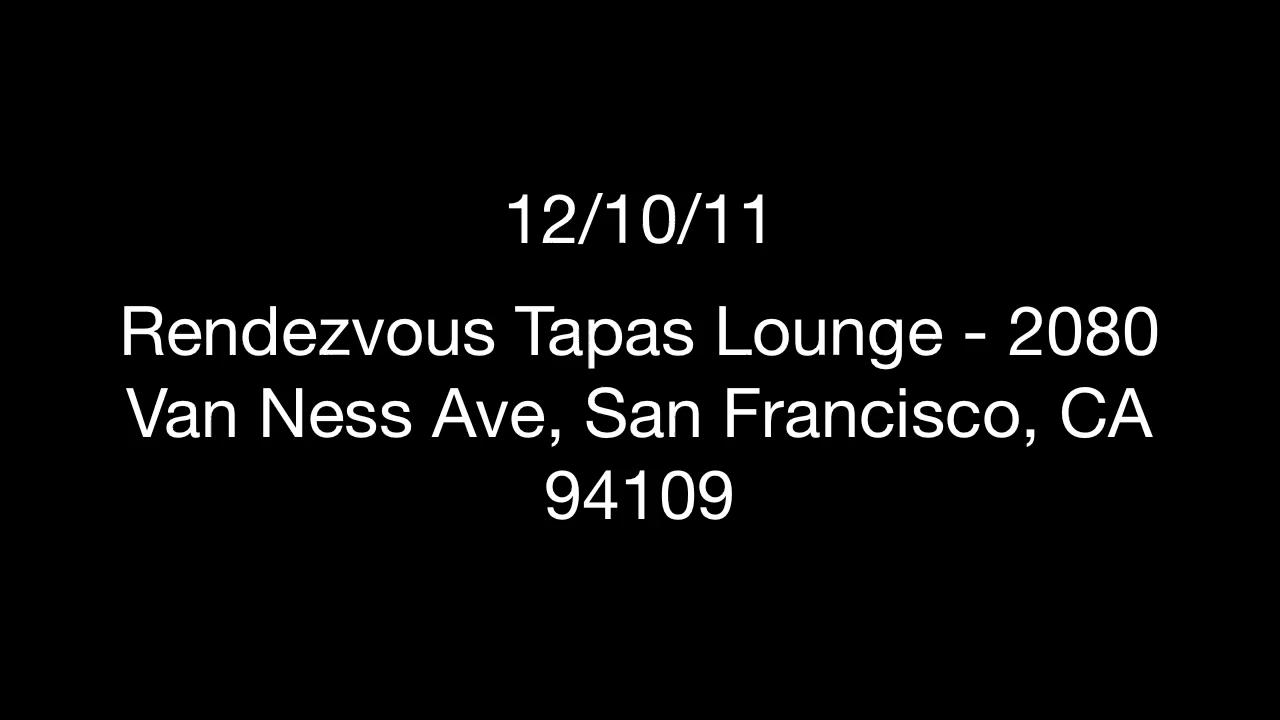 12/10/11
Rendezvous Tapas Lounge - 2080
Van Ness Ave, San Francisco, CA
94109